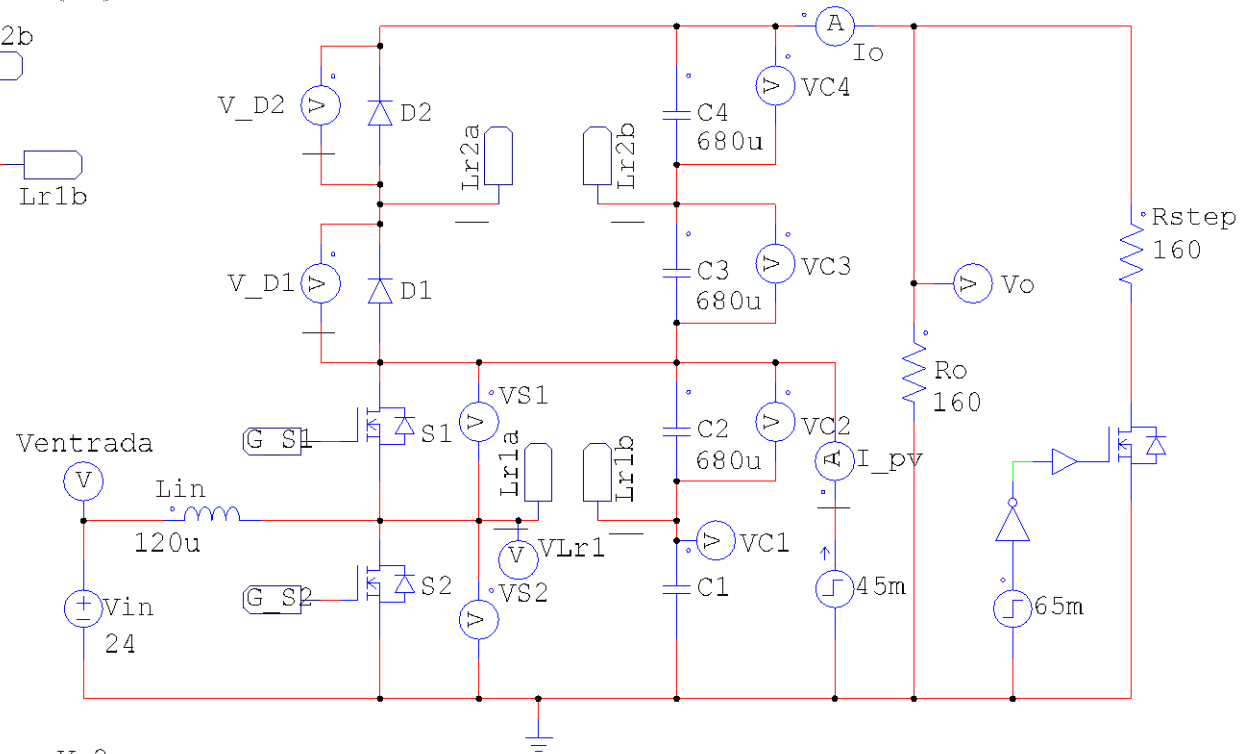 2b
Lr1b
V_D2
V
D2
Lr2a
Lr2b
C4
680u
V
VC4
A
Io
V_D1
V
D1
C3
680u
V
VC3
Rstep
160
V
Vo
Ro
160
G_S1
S1
V
VS1
Lr1a
Lr1b
C2
680u
V
VC2
A
I_pv
Ventrada
V
Lin
120u
V
VLr1
V
VC1
Vin
24
G_S2
S2
V
VS2
C1
45m
65m